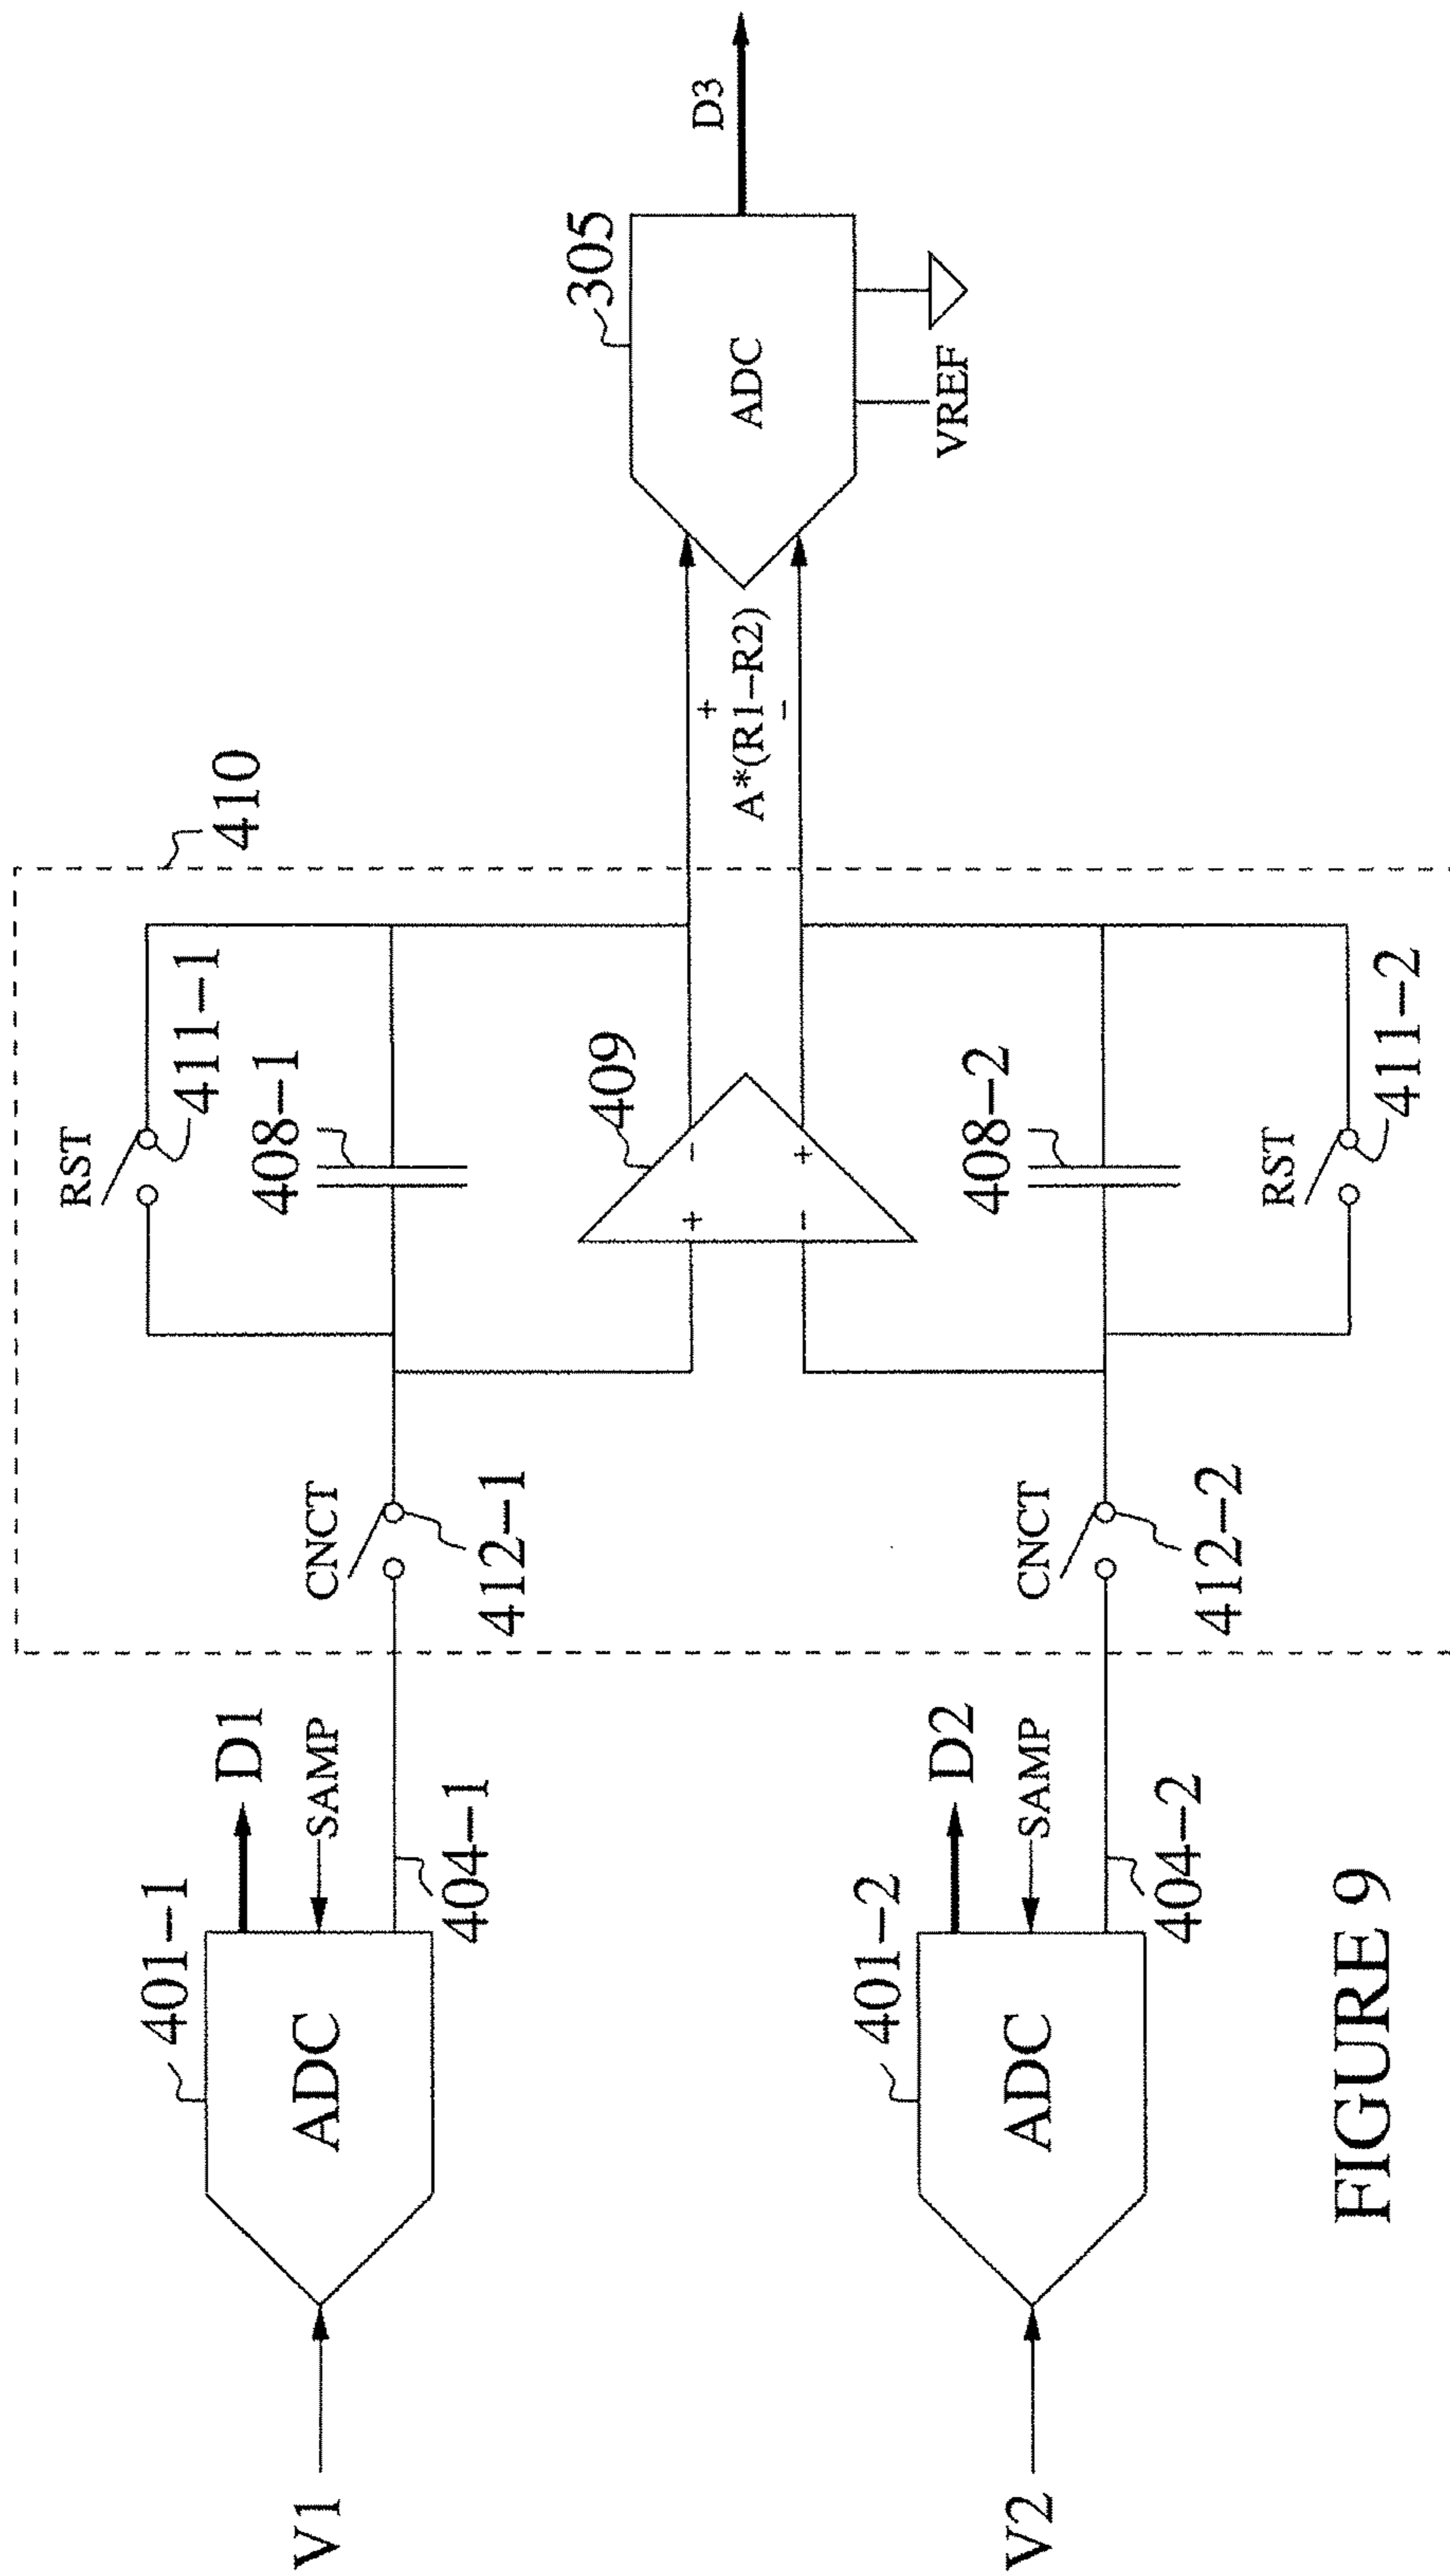 410
RST
411–1
401–1
D1
408–1
CNCT
SAMP
ADC
V1
404–1
412–1
305
409
D3
+
–
+
A*(R1–R2)
–
ADC
–
+
VREF
401–2
D2
408–2
CNCT
SAMP
ADC
V2
404–2
412–2
RST
411–2
FIGURE 9